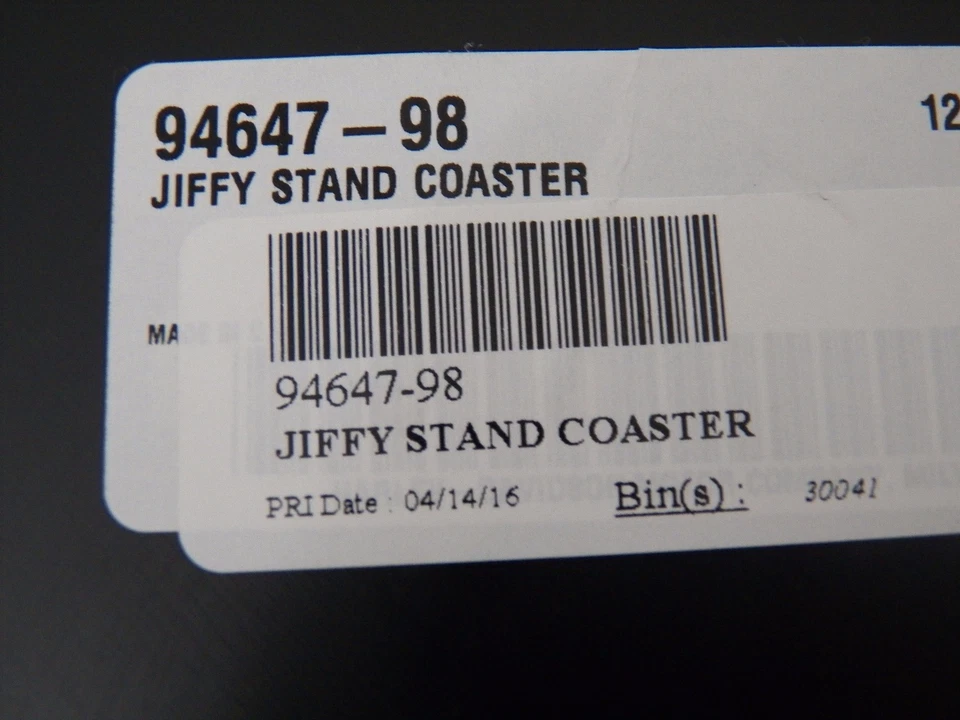 94647-98
12
JIFFY STAND COASTER
MA
94647-98
JIFFY STAND COASTER
PRI Date : 04/14/16 Bin(s) : 30041